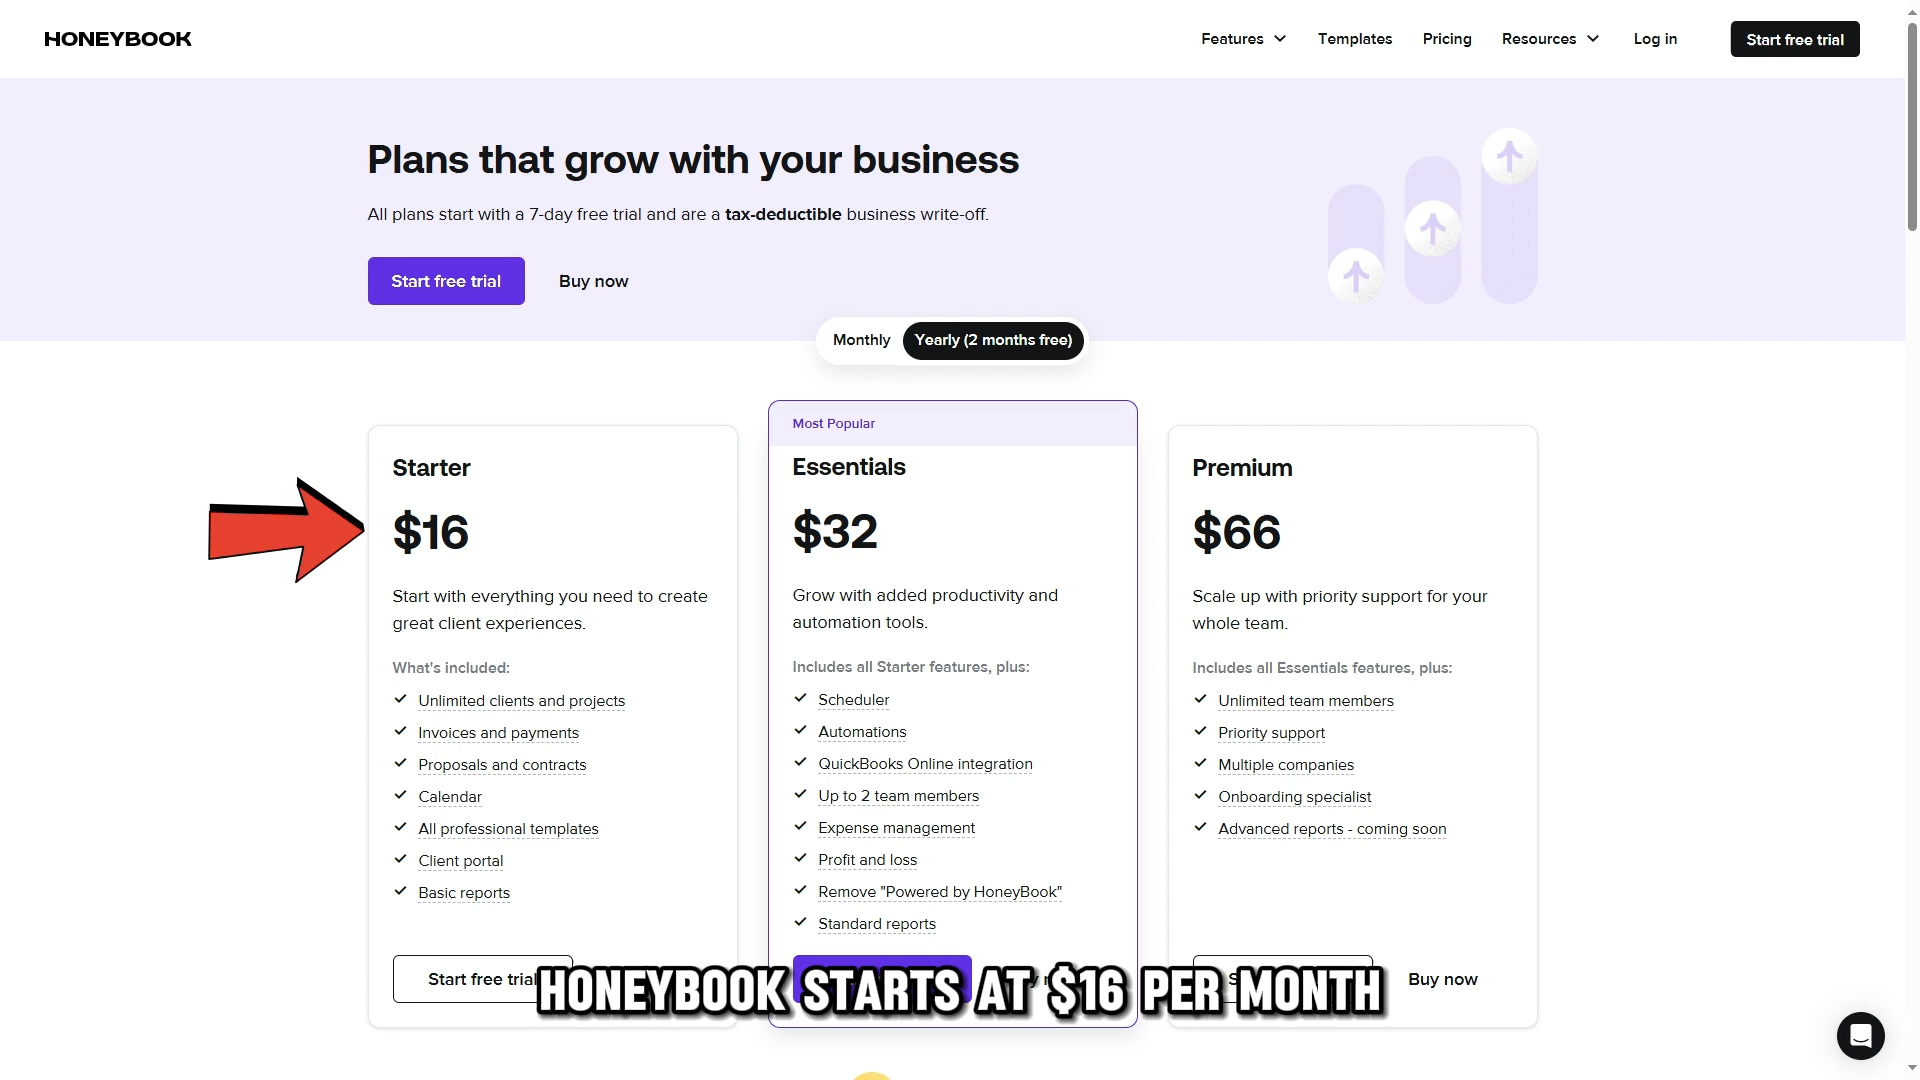 HONEYBOOK
Features
Templates
Pricing
Resources
Log in
Start free trial
Plans that grow with your business
All plans start with a 7-day free trial and are a tax-deductible business write-off.
Start free trial
Buy now
Monthly
Yearly (2 months free)
Starter
$16
Start with everything you need to create
great client experiences.
What's included:
Unlimited clients and projects
Invoices and payments
Proposals and contracts
Calendar
All professional templates
Client portal
Basic reports
Start free trial
Most Popular
Essentials
$32
Grow with added productivity and
automation tools.
Includes all Starter features, plus:
Scheduler
Automations
QuickBooks Online integration
Up to 2 team members
Expense management
Profit and loss
Remove "Powered by HoneyBook"
Standard reports
Premium
$66
Scale up with priority support for your
whole team.
Includes all Essentials features, plus:
Unlimited team members
Priority support
Multiple companies
Onboarding specialist
Advanced reports - coming soon
Buy now
HONEYBOOK STARTS AT $16 PER MONTH